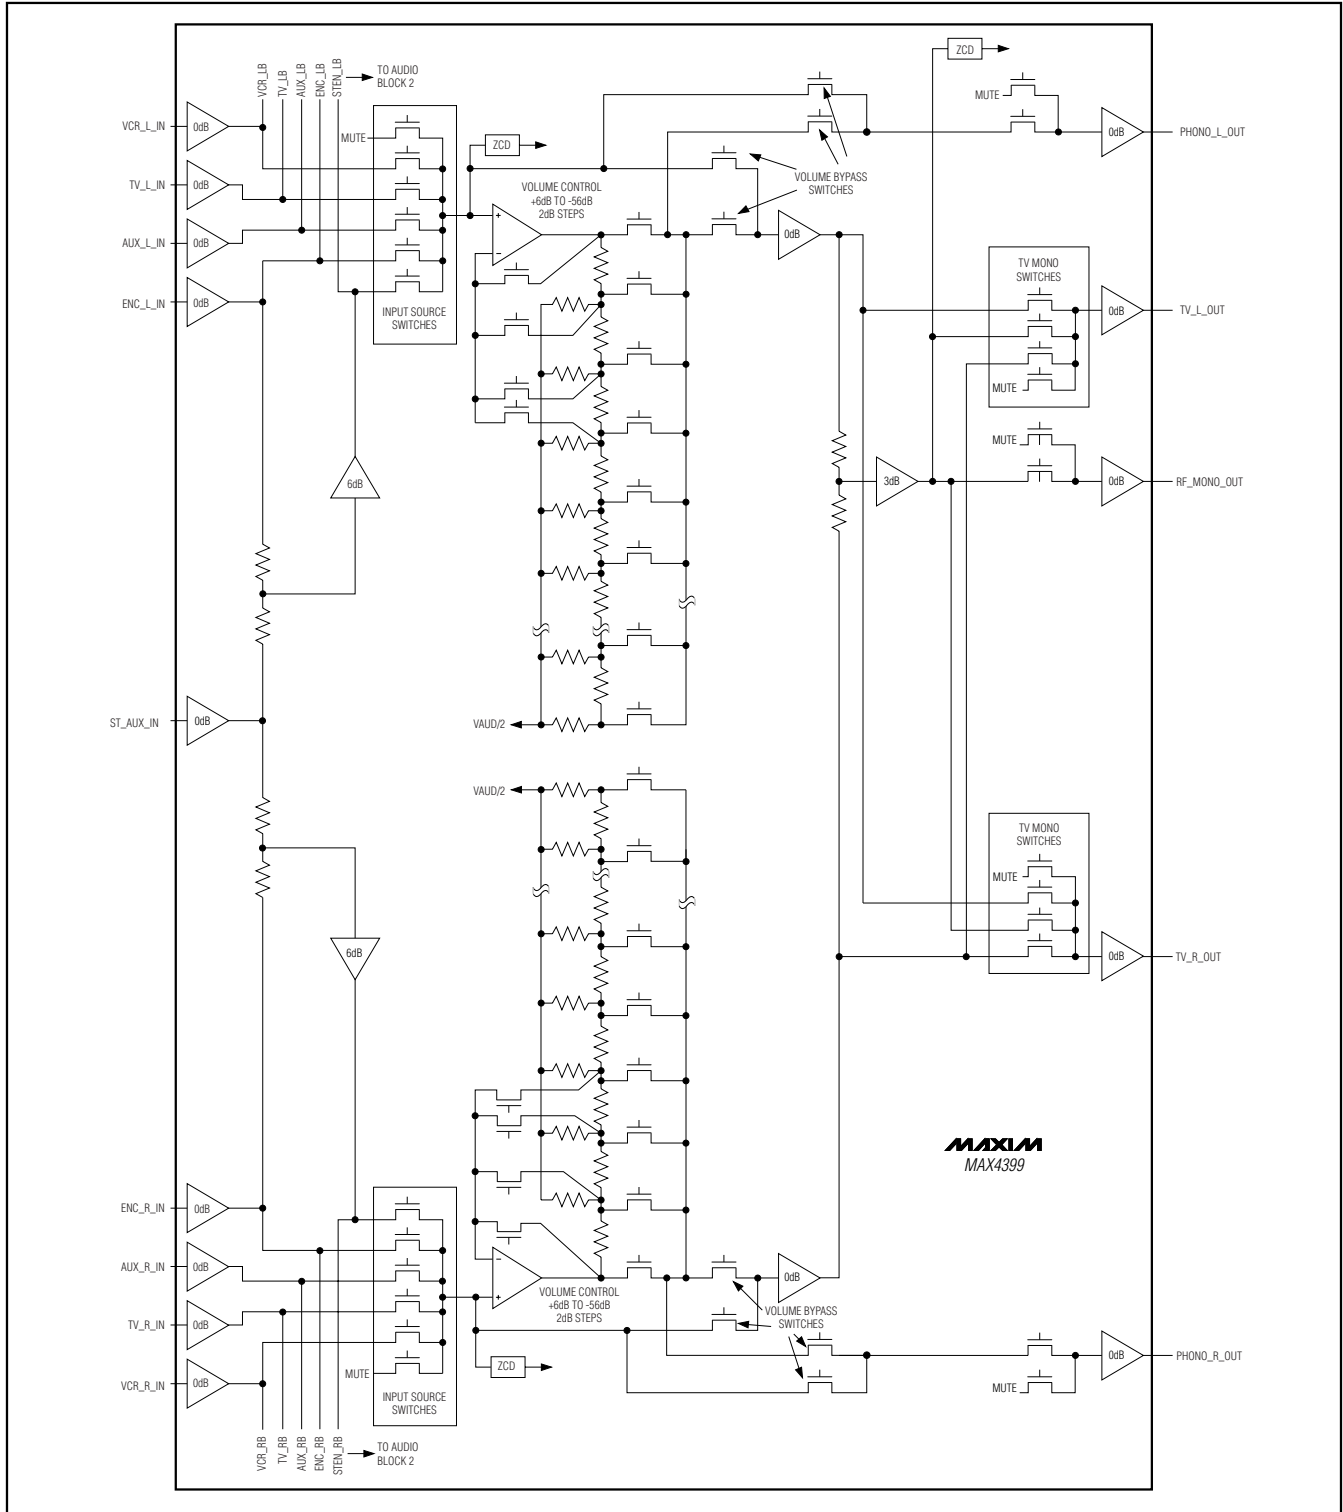 ZCD
VCR_LB
TV_LB
AUX_LB
ENC_LB
STEN_LB
TO AUDIO
BLOCK 2
MUTE
VCR_L_IN
0dB
MUTE
ZCD
0dB
PHONO_L_OUT
TV_L_IN
0dB
VOLUME CONTROL
+6dB TO -56dB
2dB STEPS
VOLUME BYPASS
SWITCHES
+
−
AUX_L_IN
0dB
0dB
ENC_L_IN
0dB
INPUT SOURCE
SWITCHES
TV MONO
SWITCHES
MUTE
0dB
TV_L_OUT
MUTE
6dB
3dB
0dB
RF_MONO_OUT
ST_AUX_IN
0dB
VAUD/2
VAUD/2
TV MONO
SWITCHES
MUTE
6dB
0dB
TV_R_OUT
MAXIM
MAX4399
ENC_R_IN
0dB
AUX_R_IN
0dB
−
+
VOLUME CONTROL
+6dB TO -56dB
2dB STEPS
0dB
VOLUME BYPASS
SWITCHES
TV_R_IN
0dB
ZCD
MUTE
VCR_R_IN
0dB
INPUT SOURCE
SWITCHES
MUTE
0dB
PHONO_R_OUT
VCR_RB
TV_RB
AUX_RB
ENC_RB
STEN_RB
TO AUDIO
BLOCK 2